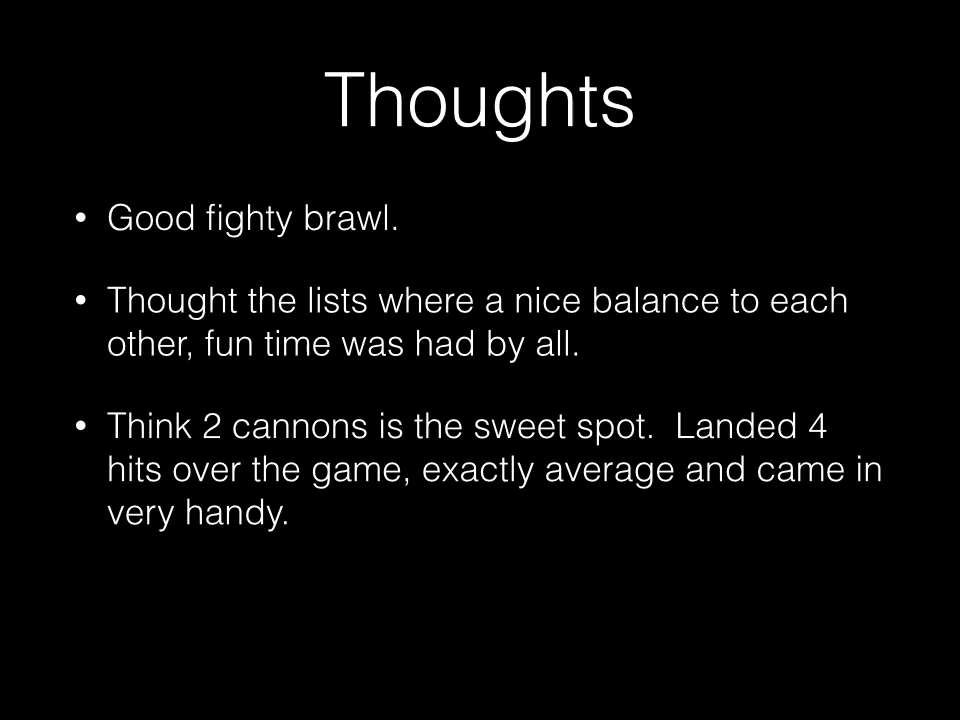 Thoughts
• Good fighty brawl.
• Thought the lists where a nice balance to each
other, fun time was had by all.
• Think 2 cannons is the sweet spot.  Landed 4
hits over the game, exactly average and came in
very handy.